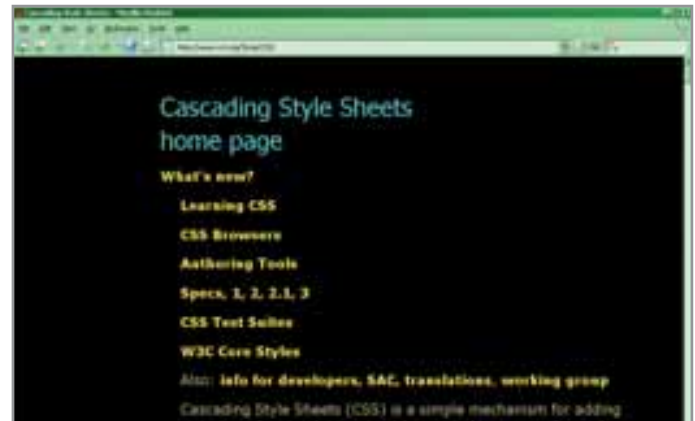 Cascading Style Sheets
home page
What's new?
Learning CSS
CSS Browsers
Authoring Tools
Specs, 1, 2, 2.1, 3
CSS Test Suites
W3C Core Styles
Also: info for developers, SAC, translations, working group
Cascading Style Sheets (CSS) is a simple mechanism for adding